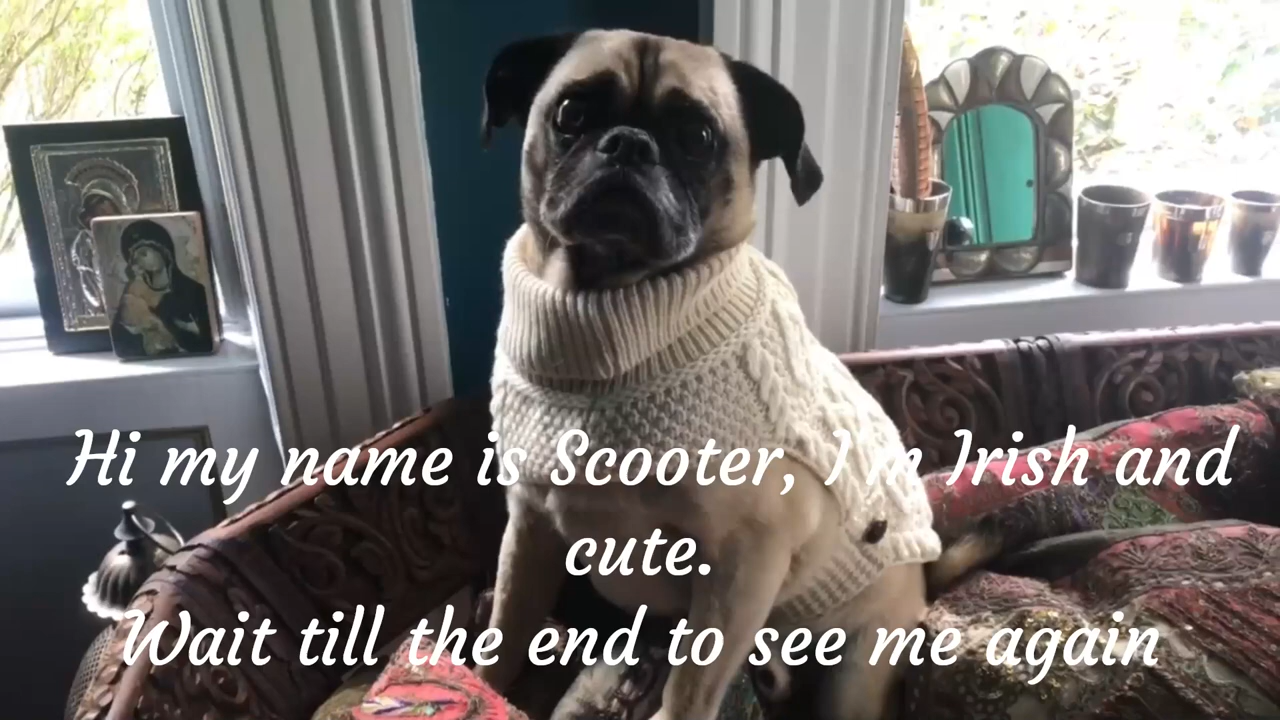 Hi my name is Scooter, I'm Irish and
cute.
Wait till the end to see me again